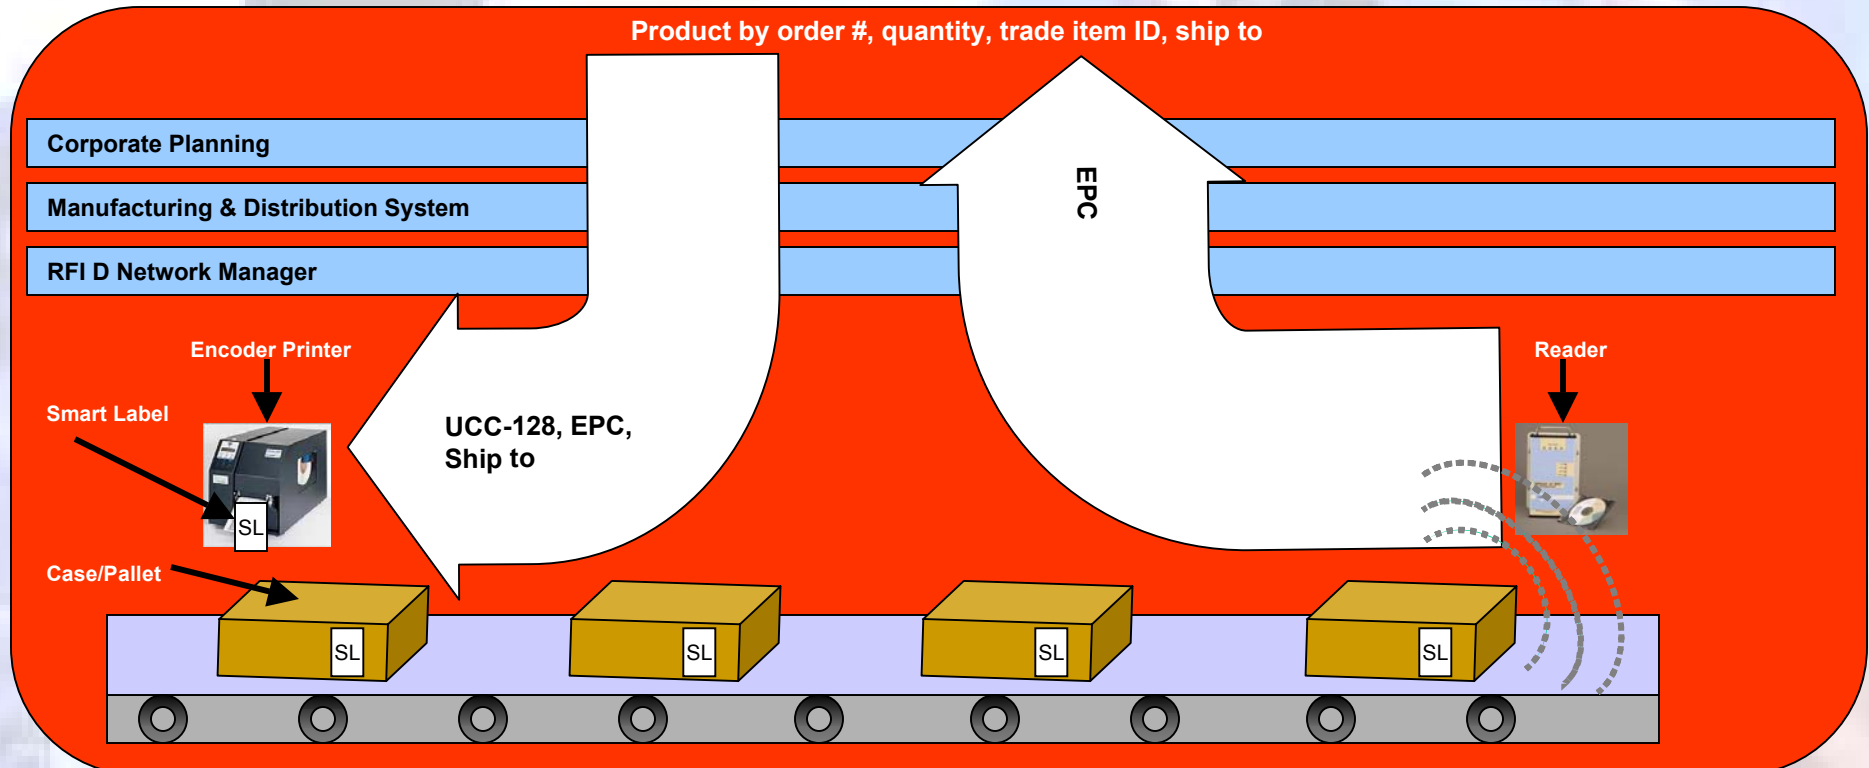 Product by order #, quantity, trade item ID, ship to
Corporate Planning
EPC
Manufacturing & Distribution System
RFI D Network Manager
Encoder Printer
Reader
Smart Label
UCC-128, EPC,
Ship to
SL
Case/Pallet
SL
SL
SL
SL